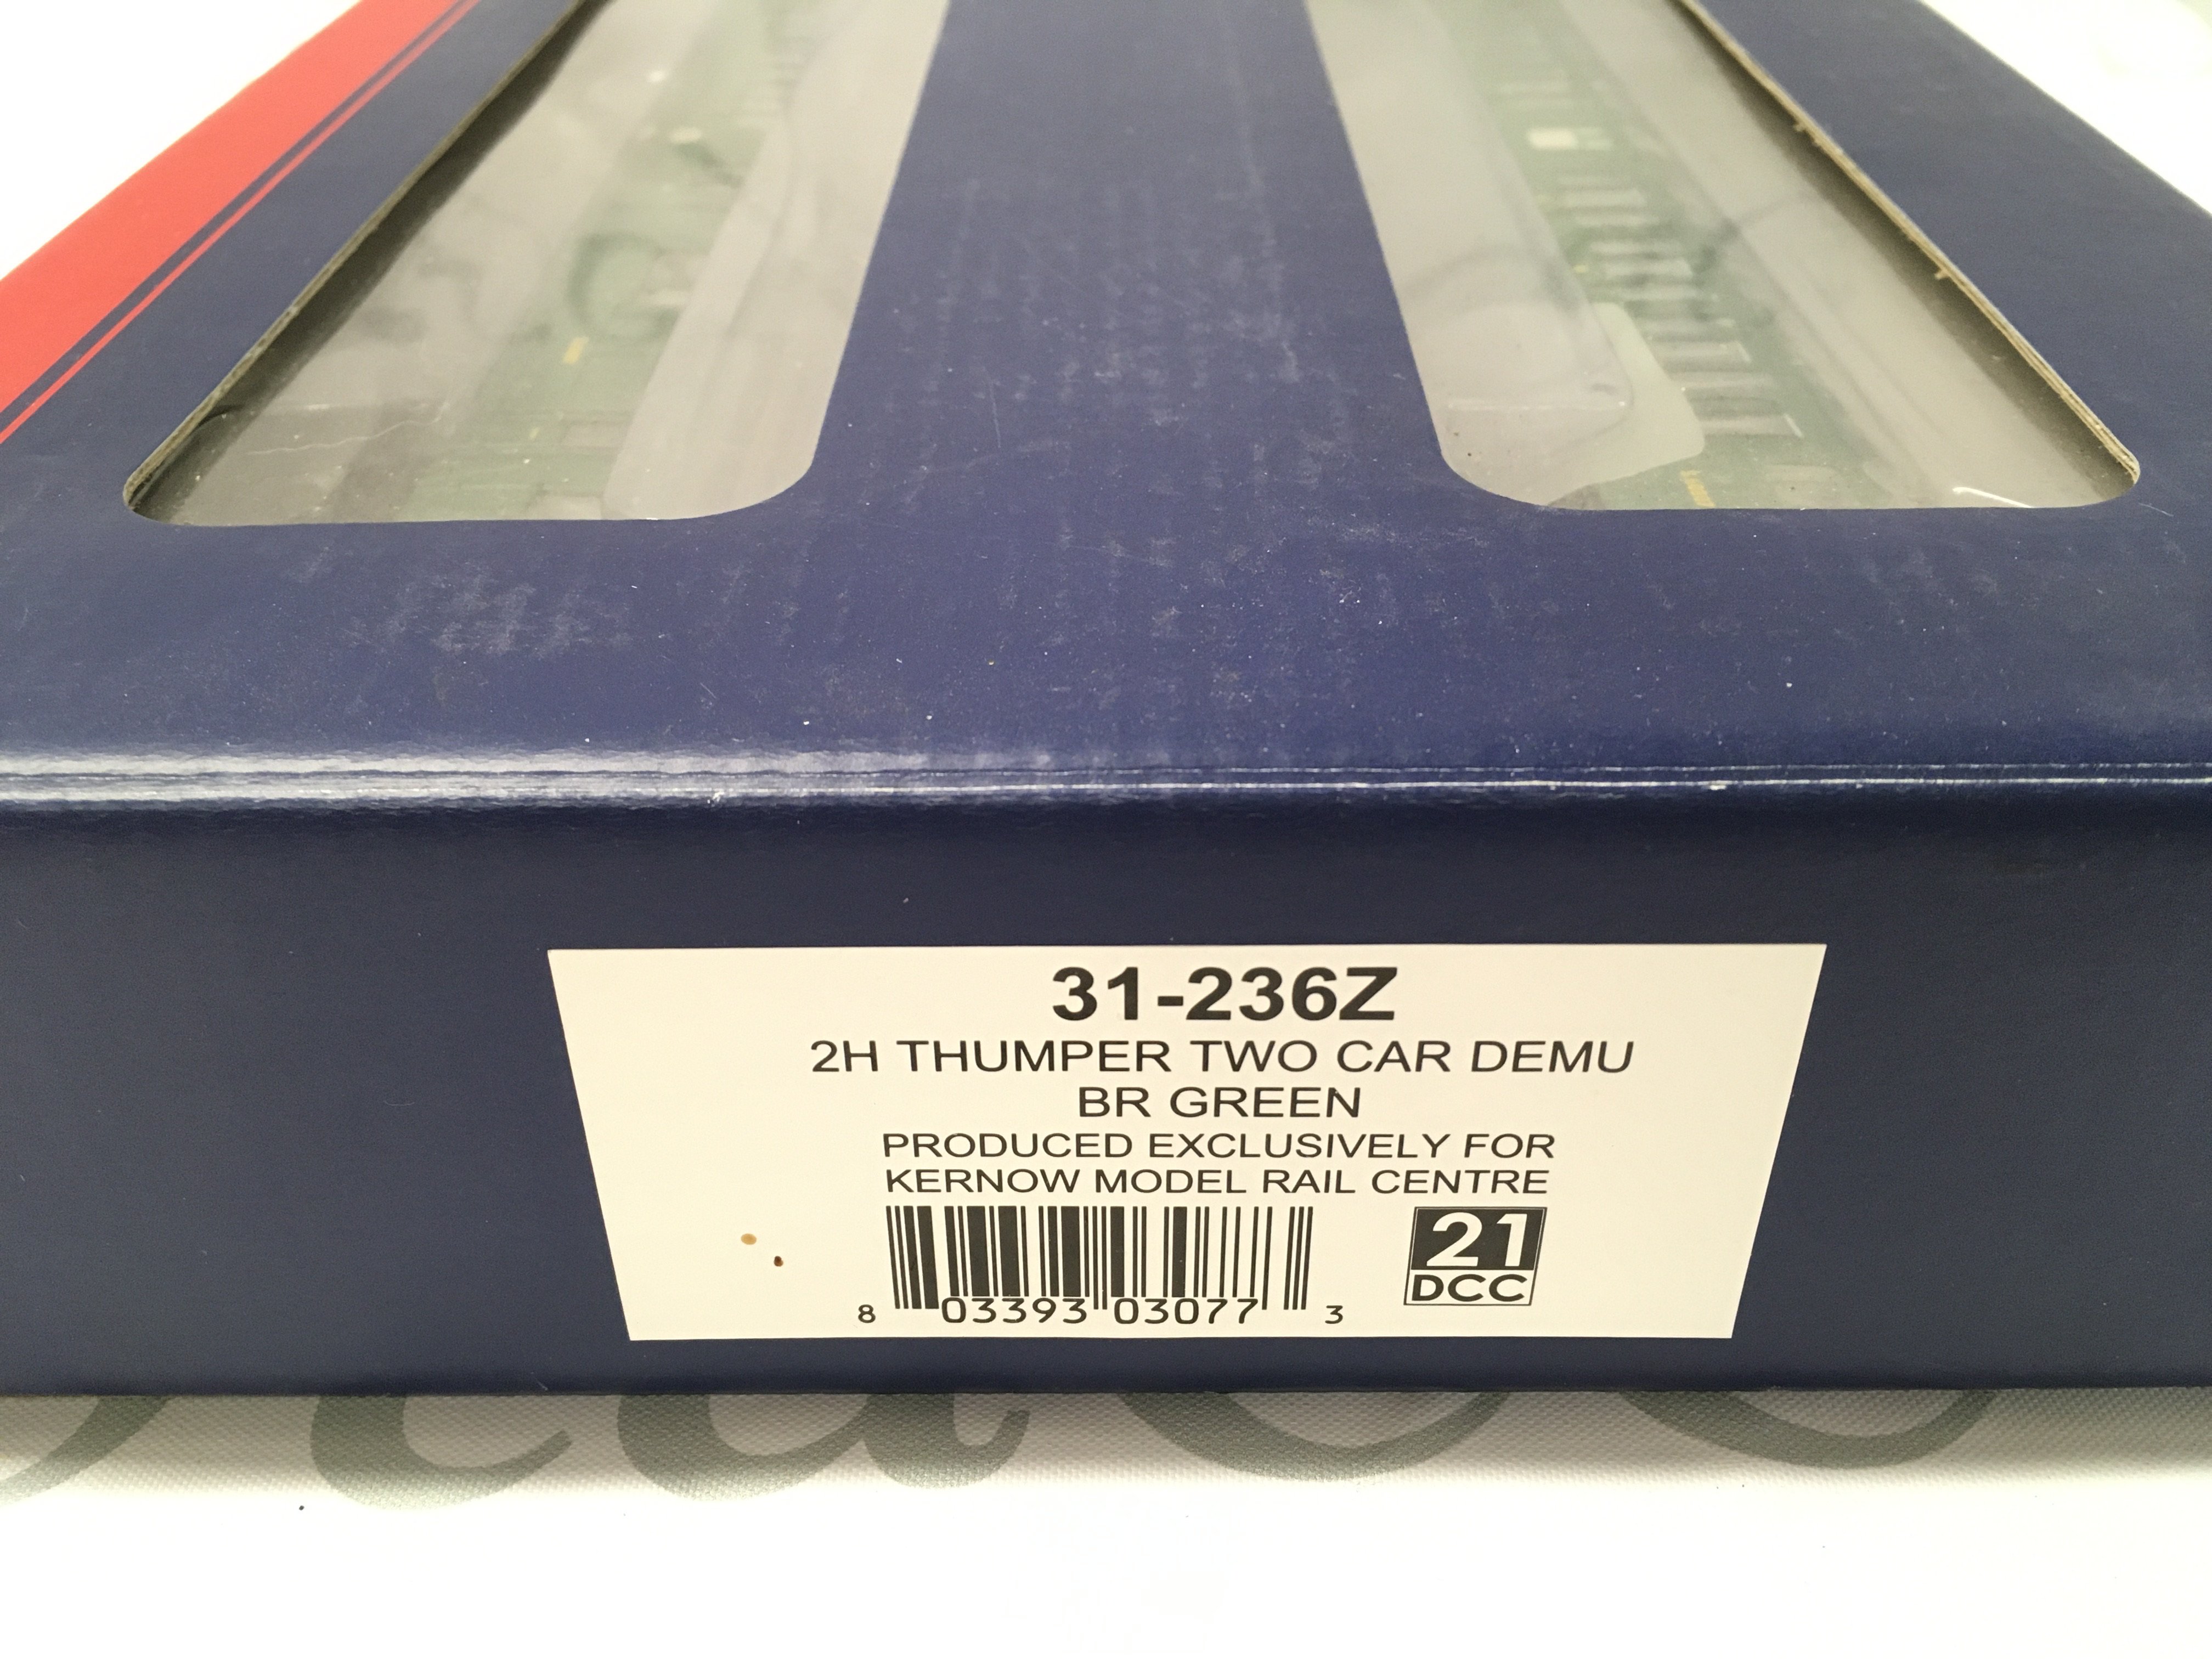 31-236Z
2H THUMPER TWO CAR DEMU
BR GREEN
PRODUCED EXCLUSIVELY FOR
KERNOW MODEL RAIL CENTRE
21
DCC
8 03393 03077 3